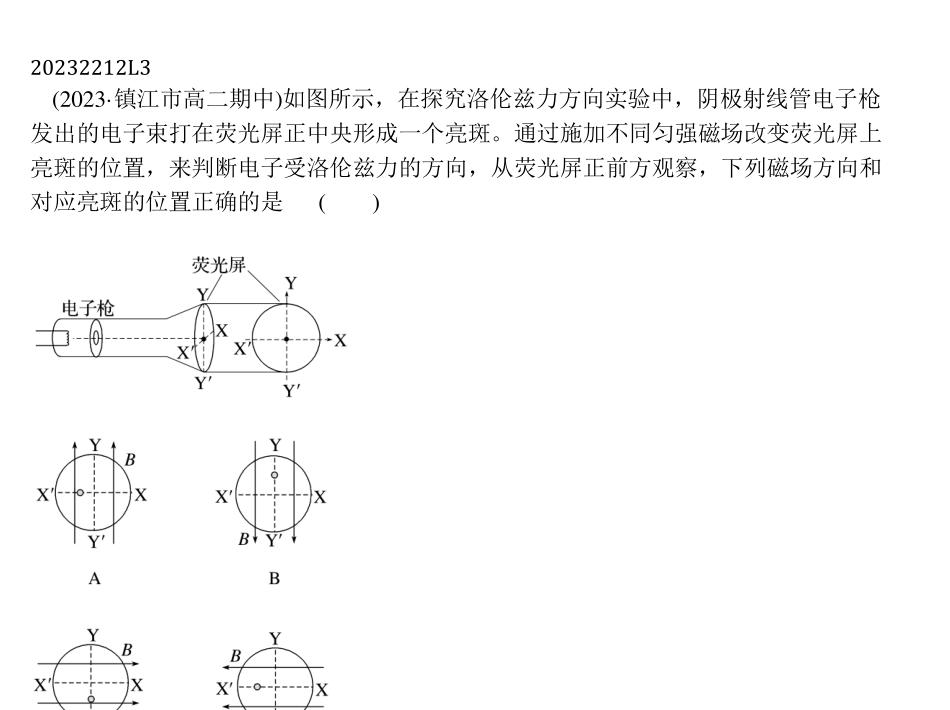 20232212L3
(2023·镇江市高二期中)如图所示，在探究洛伦兹力方向实验中，阴极射线管电子枪
发出的电子束打在荧光屏正中央形成一个亮斑。通过施加不同匀强磁场改变荧光屏上
亮斑的位置，来判断电子受洛伦兹力的方向，从荧光屏正前方观察，下列磁场方向和
对应亮斑的位置正确的是 (  )
荧光屏
Y
电子枪 Y
X X′ X
X′
Y′ Y′
Y B Y
X′ X X′ X
Y′ B Y′
A B
Y B Y
B
X′ X X′ X